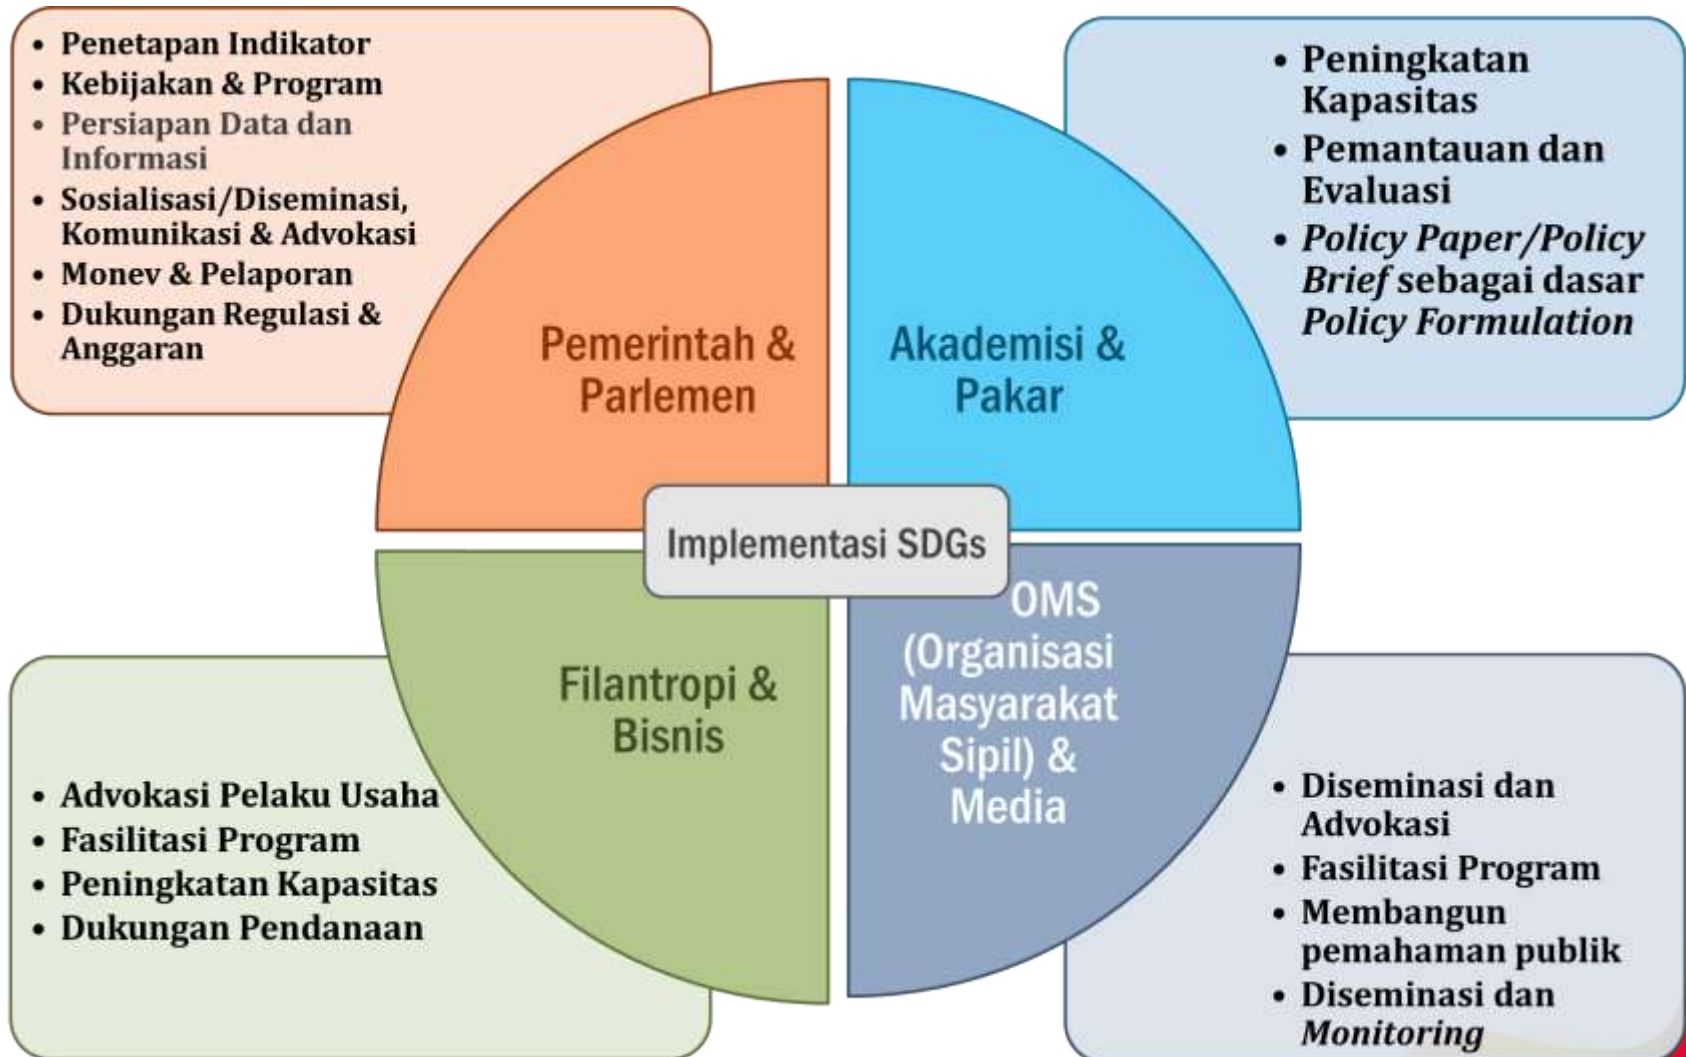 • Penetapan Indikator
• Kebijakan & Program
• Persiapan Data dan
Informasi
• Sosialisasi/Diseminasi,
Komunikasi & Advokasi
• Monev & Pelaporan
• Dukungan Regulasi &
Anggaran
Pemerintah &
Parlemen
Akademisi &
Pakar
• Peningkatan
Kapasitas
• Pemantauan dan
Evaluasi
• Policy Paper/Policy
Brief sebagai dasar
Policy Formulation
Implementasi SDGs
Filantropi &
Bisnis
• Advokasi Pelaku Usaha
• Fasilitasi Program
• Peningkatan Kapasitas
• Dukungan Pendanaan
OMS
(Organisasi
Masyarakat
Sipil) &
Media
• Diseminasi dan
Advokasi
• Fasilitasi Program
• Membangun
pemahaman publik
• Diseminasi dan
Monitoring